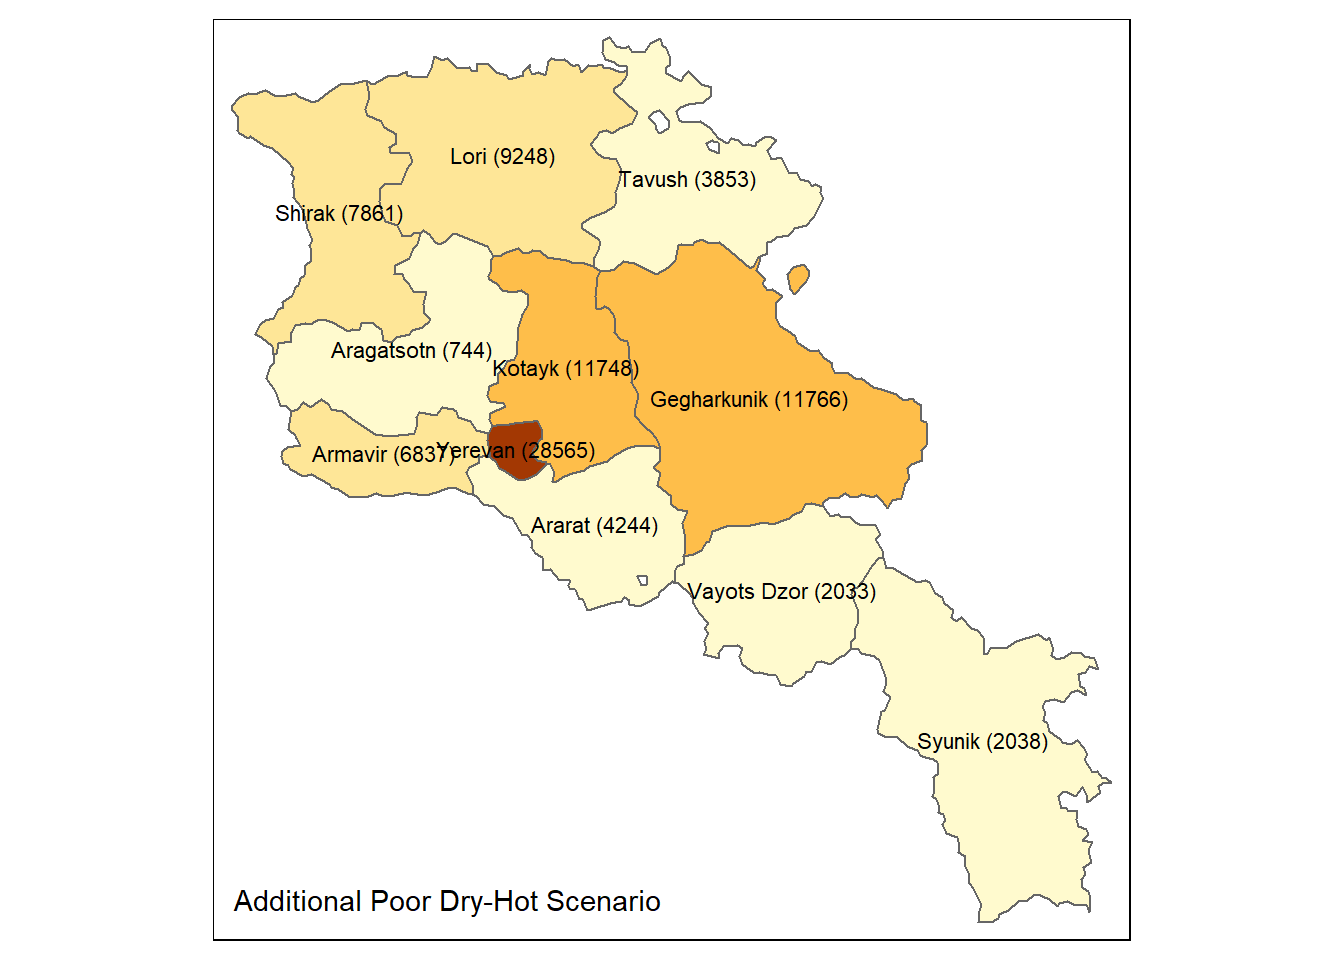 Lori (9248)
Tavush (3853)
Shirak (7861)
Aragatsotn (744)
Kotayk (11748)
Gegharkunik (11766)
Armavir (6837)
Yerevan (28565)
Ararat (4244)
Vayots Dzor (2033)
Syunik (2038)
Additional Poor Dry-Hot Scenario